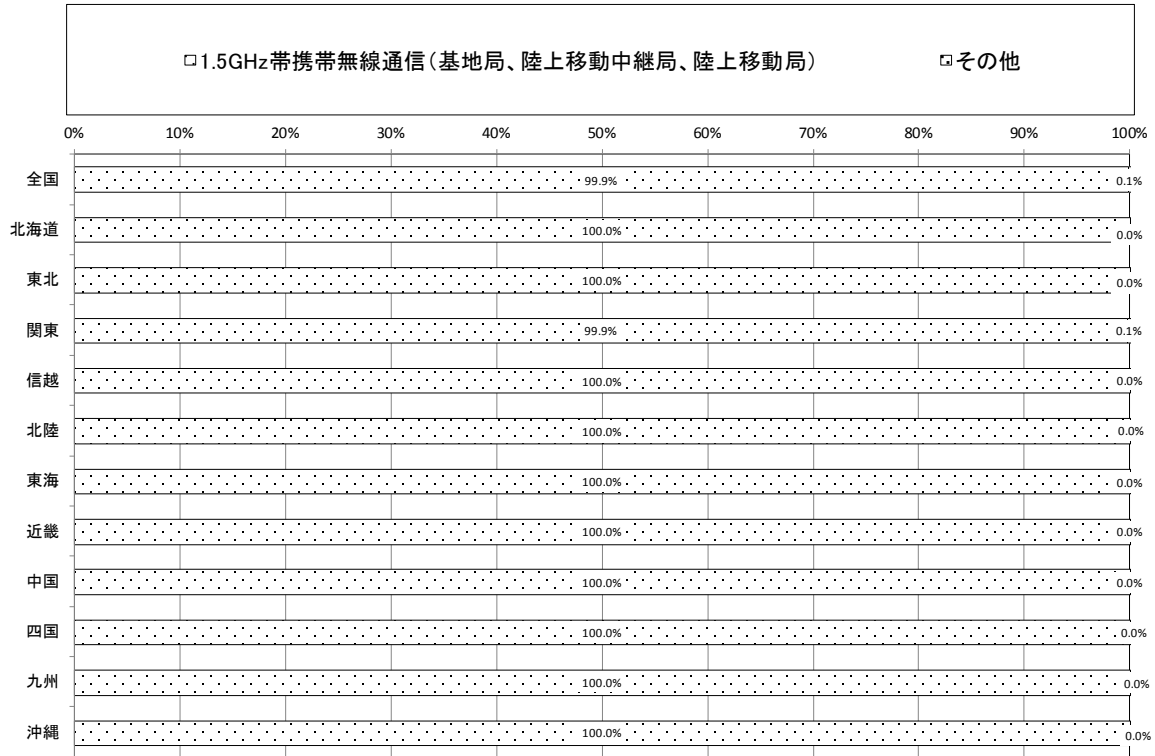 1.5GHz帯携帯無線通信(基地局、陸上移動中継局、陸上移動局) その他
0% 10% 20% 30% 40% 50% 60% 70% 80% 90% 100%
全国 99.9% 0.1%
北海道 100.0% 0.0%
東北 100.0% 0.0%
関東 99.9% 0.1%
信越 100.0% 0.0%
北陸 100.0% 0.0%
東海 100.0% 0.0%
近畿 100.0% 0.0%
中国 100.0% 0.0%
四国 100.0% 0.0%
九州 100.0% 0.0%
沖縄 100.0% 0.0%